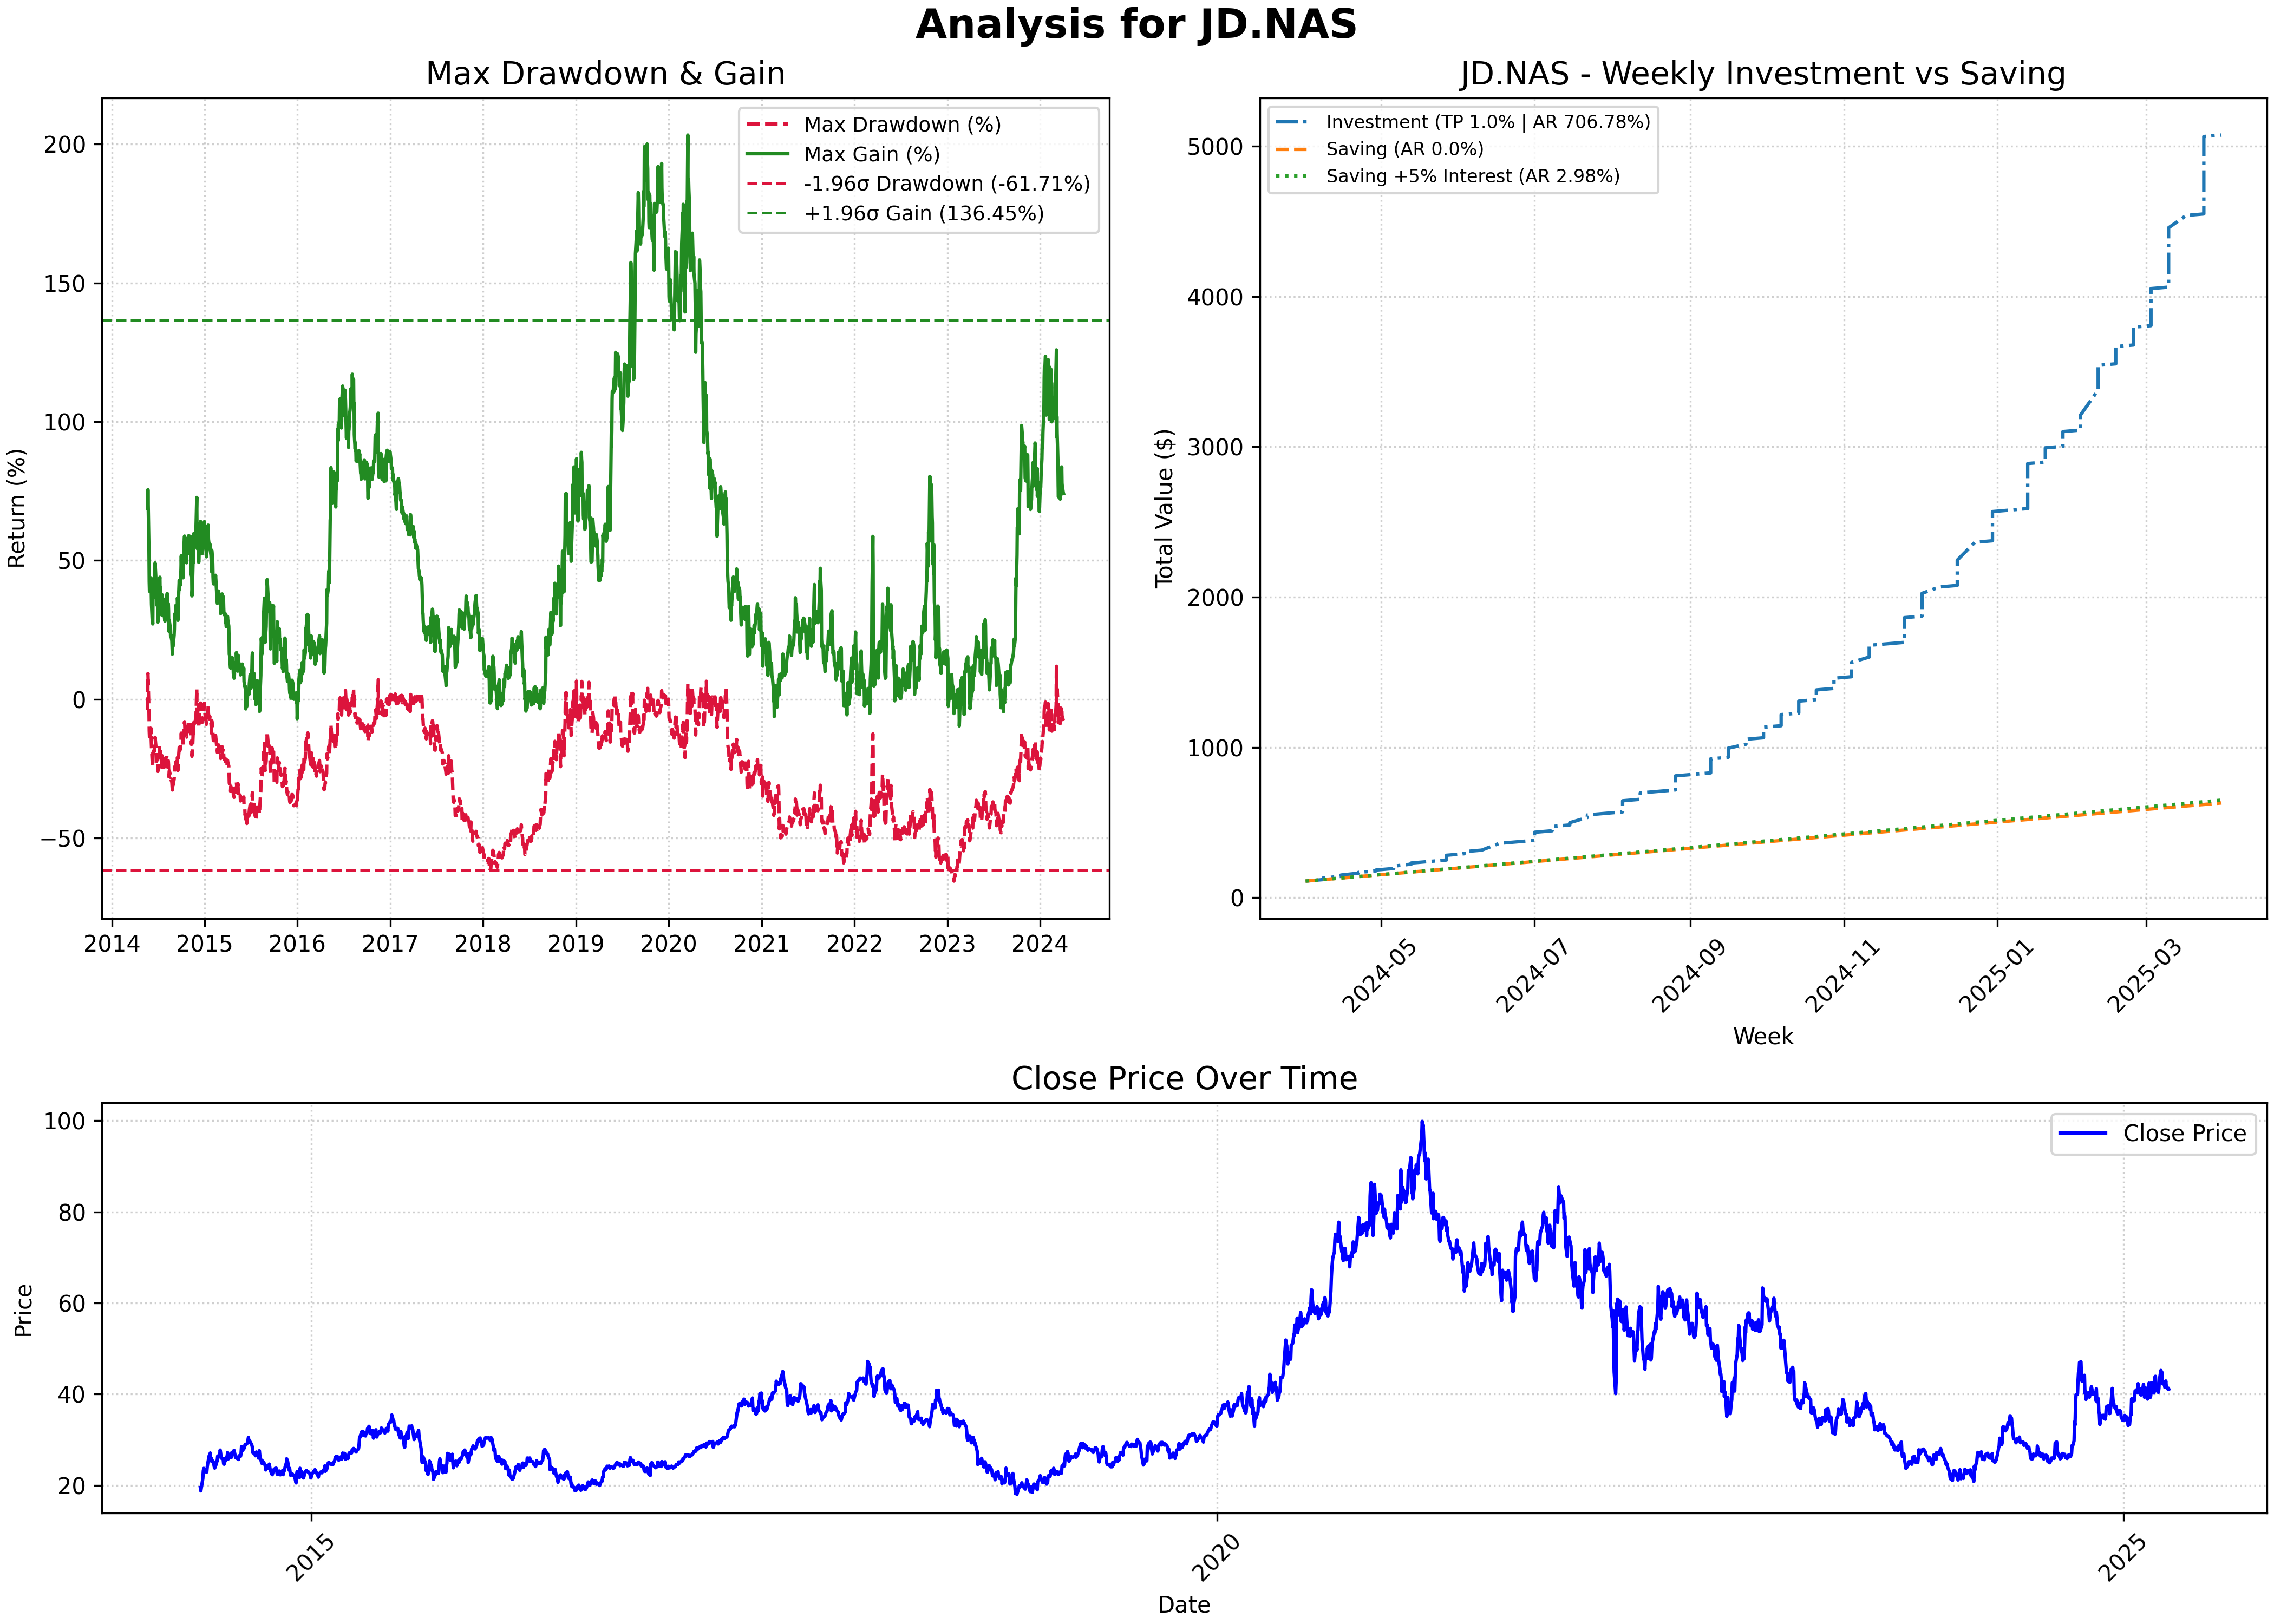 Analysis for JD.NAS
Max Drawdown & Gain
Return (%)
200
150
100
50
0
−50
2014 2015 2016 2017 2018 2019 2020 2021 2022 2023 2024
Max Drawdown (%)
Max Gain (%)
-1.96σ Drawdown (-61.71%)
+1.96σ Gain (136.45%)
JD.NAS - Weekly Investment vs Saving
Total Value ($)
5000
4000
3000
2000
1000
0
Investment (TP 1.0% | AR 706.78%)
Saving (AR 0.0%)
Saving +5% Interest (AR 2.98%)
2024-05 2024-07 2024-09 2024-11 2025-01 2025-03
Week
Close Price Over Time
Price
100
80
60
40
20
Close Price
2015 2020 2025
Date